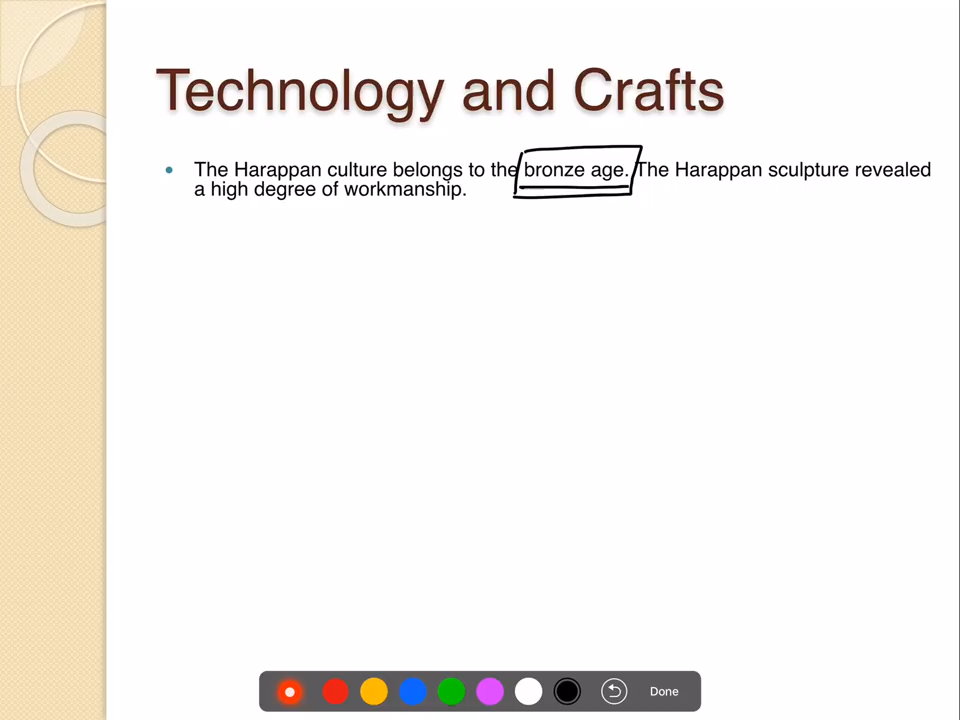 Technology and Crafts
• The Harappan culture belongs to the bronze age. The Harappan sculpture revealed
a high degree of workmanship.
Done